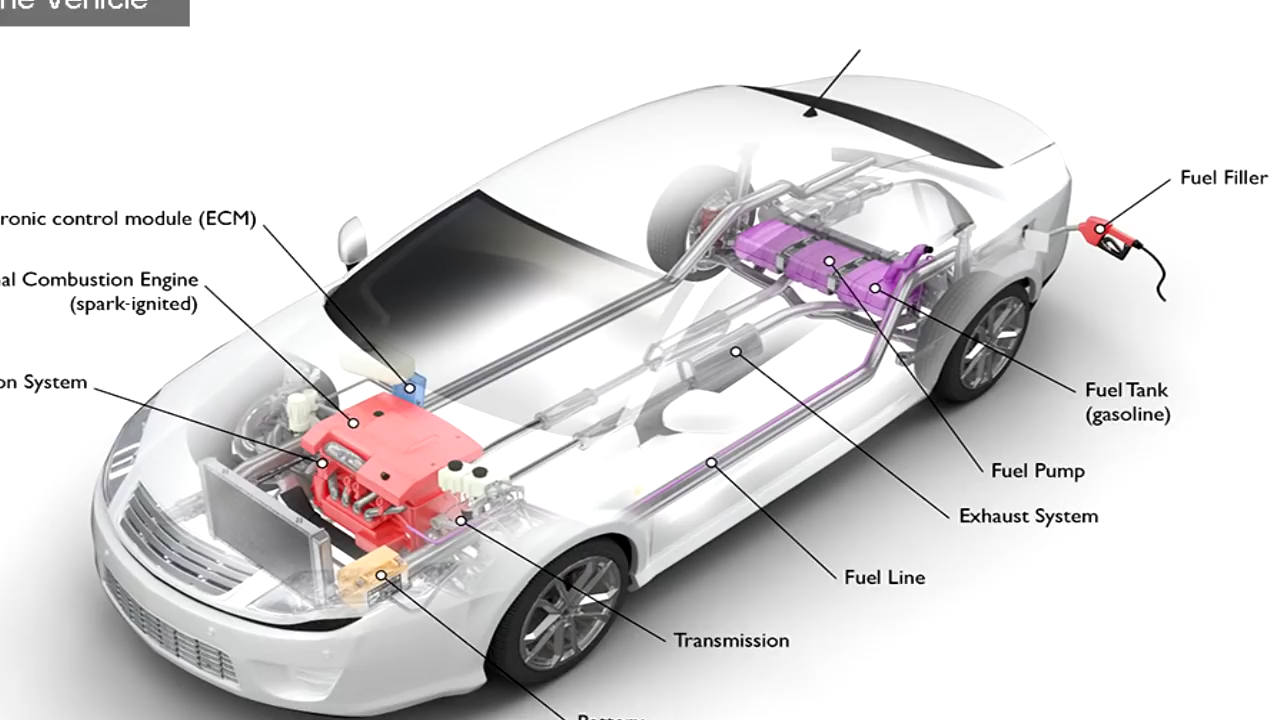 Vehicle
Fuel Filler
ronic control module (ECM)
al Combustion Engine
(spark-ignited)
on System
Fuel Tank
(gasoline)
Fuel Pump
Exhaust System
Fuel Line
Transmission